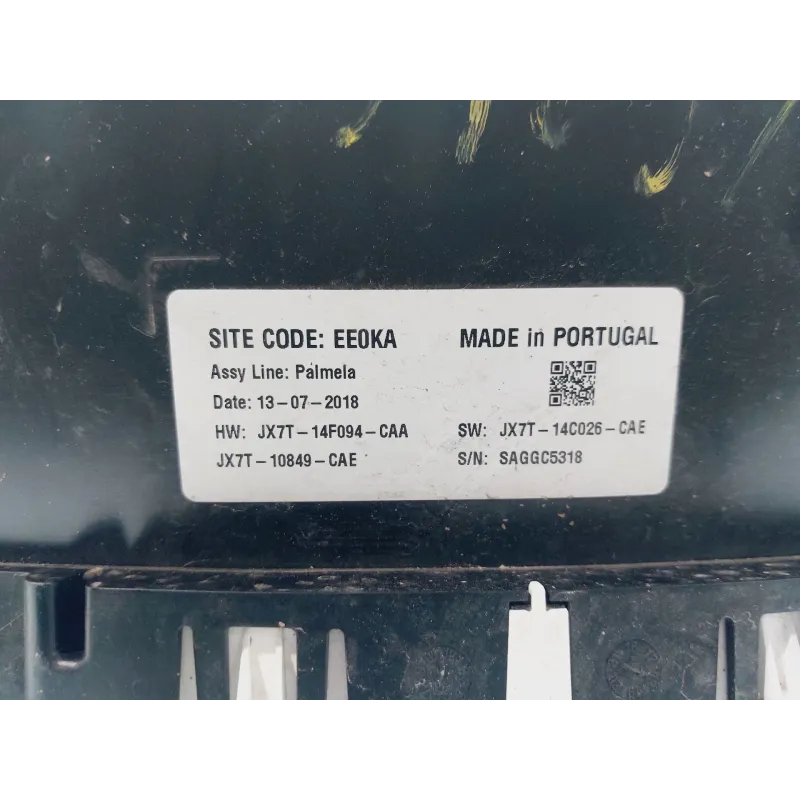 SITE CODE: EE0KA MADE in PORTUGAL
Assy Line: Palmela
Date: 13-07-2018
HW: JX7T-14F094-CAA SW: JX7T-14C026-CAE
JX7T-10849-CAE S/N: SAGGC5318